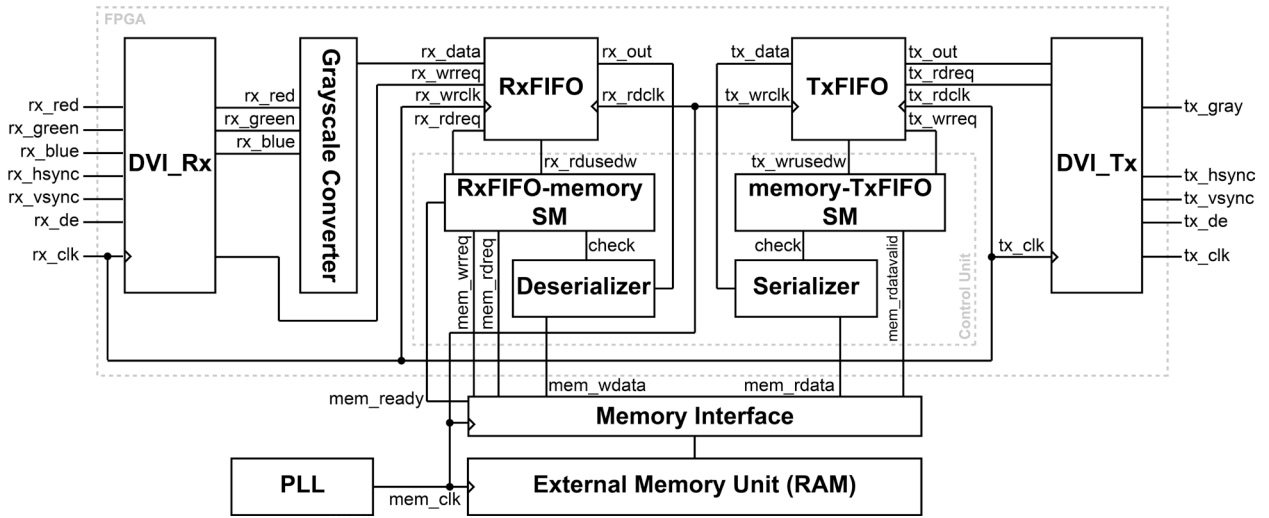 FPGA
rx_red
rx_green
rx_blue
rx_hsync
rx_vsync
rx_de
rx_clk
DVI_Rx
rx_red
rx_green
rx_blue
Grayscale Converter
rx_data
rx_wrreq
rx_wrclk
rx_rdreq
RxFIFO
rx_out
rx_rdclk
rx_rdusedw
tx_data
tx_wrclk
TxFIFO
tx_out
tx_rdreq
tx_rdclk
tx_wrreq
tx_wrusedw
RxFIFO-memory
SM
memory-TxFIFO
SM
mem_wrreq
mem_rdreq
check
Deserializer
check
Serializer
mem_rdatavalid
Control Unit
tx_clk
DVI_Tx
tx_gray
tx_hsync
tx_vsync
tx_de
tx_clk
mem_ready
mem_wdata
mem_rdata
Memory Interface
PLL
mem_clk
External Memory Unit (RAM)